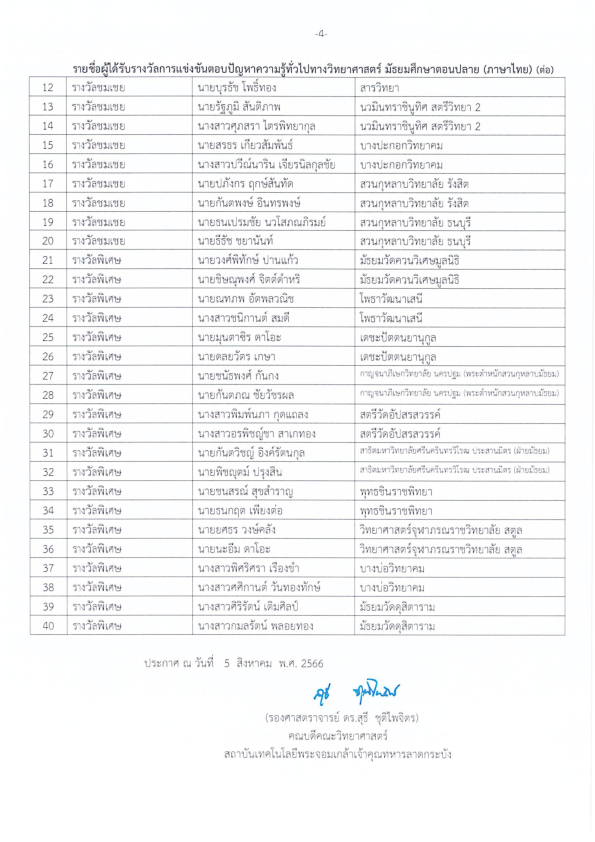 -4-
รายชื่อผู้ได้รับรางวัลการแข่งขันตอบปัญหาความรู้ทั่วไปทางวิทยาศาสตร์ มัธยมศึกษาตอนปลาย (ภาษาไทย) (ต่อ)
12 รางวัลชมเชย นายบุรธัช โพธิ์ทอง สารวิทยา
13 รางวัลชมเชย นายรัฐภูมิ สันติภาพ นวมินทราชินูทิศ สตรีวิทยา 2
14 รางวัลชมเชย นางสาวศุภสรา ไตรพิทยากุล นวมินทราชินูทิศ สตรีวิทยา 2
15 รางวัลชมเชย นายสรธร เกียวสัมพันธ์ บางปะกอกวิทยาคม
16 รางวัลชมเชย นางสาวปวีณ์นาริน เจียรนิลกุลชัย บางปะกอกวิทยาคม
17 รางวัลชมเชย นายปภังกร ฤกษ์สันทัด สวนกุหลาบวิทยาลัย รังสิต
18 รางวัลชมเชย นายกันตพงษ์ อินทรพงษ์ สวนกุหลาบวิทยาลัย รังสิต
19 รางวัลชมเชย นายธนเปรมชัย นวโสภณภิรมย์ สวนกุหลาบวิทยาลัย ธนบุรี
20 รางวัลชมเชย นายธีธัช ชยานันท์ สวนกุหลาบวิทยาลัย ธนบุรี
21 รางวัลพิเศษ นายวงศ์พิทักษ์ ปานแก้ว มัธยมวัดควนวิเศษมูลนิธิ
22 รางวัลพิเศษ นายชิษณุพงศ์ จิตต์ดำหริ มัธยมวัดควนวิเศษมูลนิธิ
23 รางวัลพิเศษ นายณทภพ อัตพลวณิช โพธาวัฒนาเสนี
24 รางวัลพิเศษ นางสาวชนิกานต์ สมดี โพธาวัฒนาเสนี
25 รางวัลพิเศษ นายมุนตาซิร ดาโอะ เดชะปัตตนยานุกูล
26 รางวัลพิเศษ นายดลยวัตร เกษา เดชะปัตตนยานุกูล
27 รางวัลพิเศษ นายชนัธพงศ์ กันกง กาญจนาภิเษกวิทยาลัย นครปฐม (พระตำหนักสวนกุหลาบมัธยม)
28 รางวัลพิเศษ นายกันตภณ ชัยวัชรผล กาญจนาภิเษกวิทยาลัย นครปฐม (พระตำหนักสวนกุหลาบมัธยม)
29 รางวัลพิเศษ นางสาวพิมพ์นภา กุดแถลง สตรีวัดอัปสรสวรรค์
30 รางวัลพิเศษ นางสาวอรพิชญ์ชา สาเกทอง สตรีวัดอัปสรสวรรค์
31 รางวัลพิเศษ นายกันตวิชญ์ อิงค์รัตนกุล สาธิตมหาวิทยาลัยศรีนครินทรวิโรฒ ประสานมิตร (ฝ่ายมัธยม)
32 รางวัลพิเศษ นายพิชญุตม์ ปรุงสิน สาธิตมหาวิทยาลัยศรีนครินทรวิโรฒ ประสานมิตร (ฝ่ายมัธยม)
33 รางวัลพิเศษ นายชนสรณ์ สุขสำราญ พุทธชินราชพิทยา
34 รางวัลพิเศษ นายธนกฤต เพียงต่อ พุทธชินราชพิทยา
35 รางวัลพิเศษ นายยศธร วงษ์คลัง วิทยาศาสตร์จุฬาภรณราชวิทยาลัย สตูล
36 รางวัลพิเศษ นายนะอีม ดาโอะ วิทยาศาสตร์จุฬาภรณราชวิทยาลัย สตูล
37 รางวัลพิเศษ นางสาวพิศริศรา เรืองขำ บางบ่อวิทยาคม
38 รางวัลพิเศษ นางสาวศศิกานต์ วันทองทักษ์ บางบ่อวิทยาคม
39 รางวัลพิเศษ นางสาวศิริรัตน์ เติมศิลป์ มัธยมวัดดุสิตาราม
40 รางวัลพิเศษ นางสาวกมลรัตน์ พลอยทอง มัธยมวัดดุสิตาราม
ประกาศ ณ วันที่ 5 สิงหาคม พ.ศ. 2566
(รองศาสตราจารย์ ดร.สุธี ชุติไพจิตร)
คณบดีคณะวิทยาศาสตร์
สถาบันเทคโนโลยีพระจอมเกล้าเจ้าคุณทหารลาดกระบัง